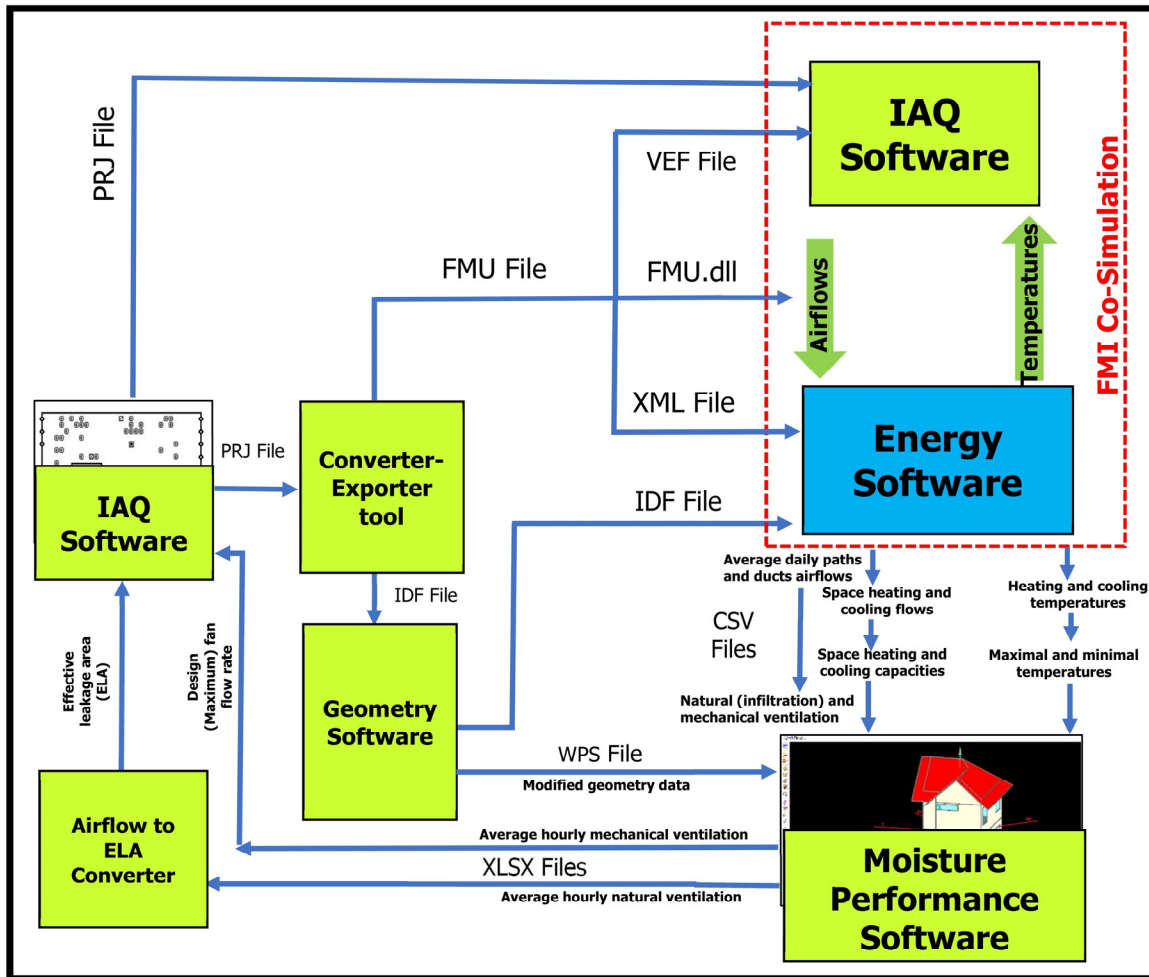 IAQ
Software
PRJ File
VEF File
FMI Co-Simulation
FMU File
FMU.dll
Airflows
Temperatures
XML File
Energy
Software
PRJ File
Converter-
Exporter
tool
IAQ
Software
IDF File
IDF File
Average daily paths
and ducts airflows
Space heating and
cooling flows
Heating and cooling
temperatures
CSV
Files
Space heating and
cooling capacities
Maximal and minimal
temperatures
Natural (infiltration) and
mechanical ventilation
Effective
leakage area
(ELA)
Design
(Maximum) fan
flow rate
Geometry
Software
WPS File
Modified geometry data
Airflow to
ELA
Converter
Average hourly mechanical ventilation
XLSX Files
Average hourly natural ventilation
Moisture
Performance
Software